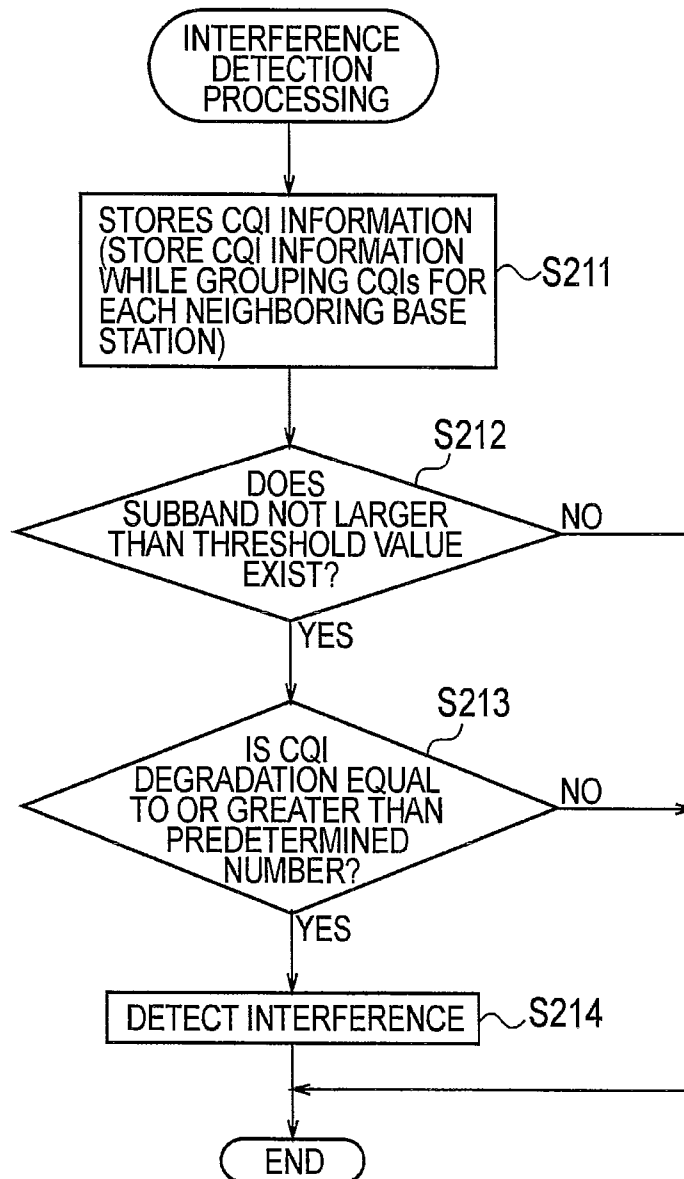 INTERFERENCE
DETECTION
PROCESSING
STORES CQI INFORMATION
(STORE CQI INFORMATION
WHILE GROUPING CQIs FOR
EACH NEIGHBORING BASE
STATION)
S211
S212
DOES
SUBBAND NOT LARGER
THAN THRESHOLD VALUE
EXIST?
NO
YES
S213
IS CQI
DEGRADATION EQUAL
TO OR GREATER THAN
PREDETERMINED
NUMBER?
NO
YES
DETECT INTERFERENCE
S214
END